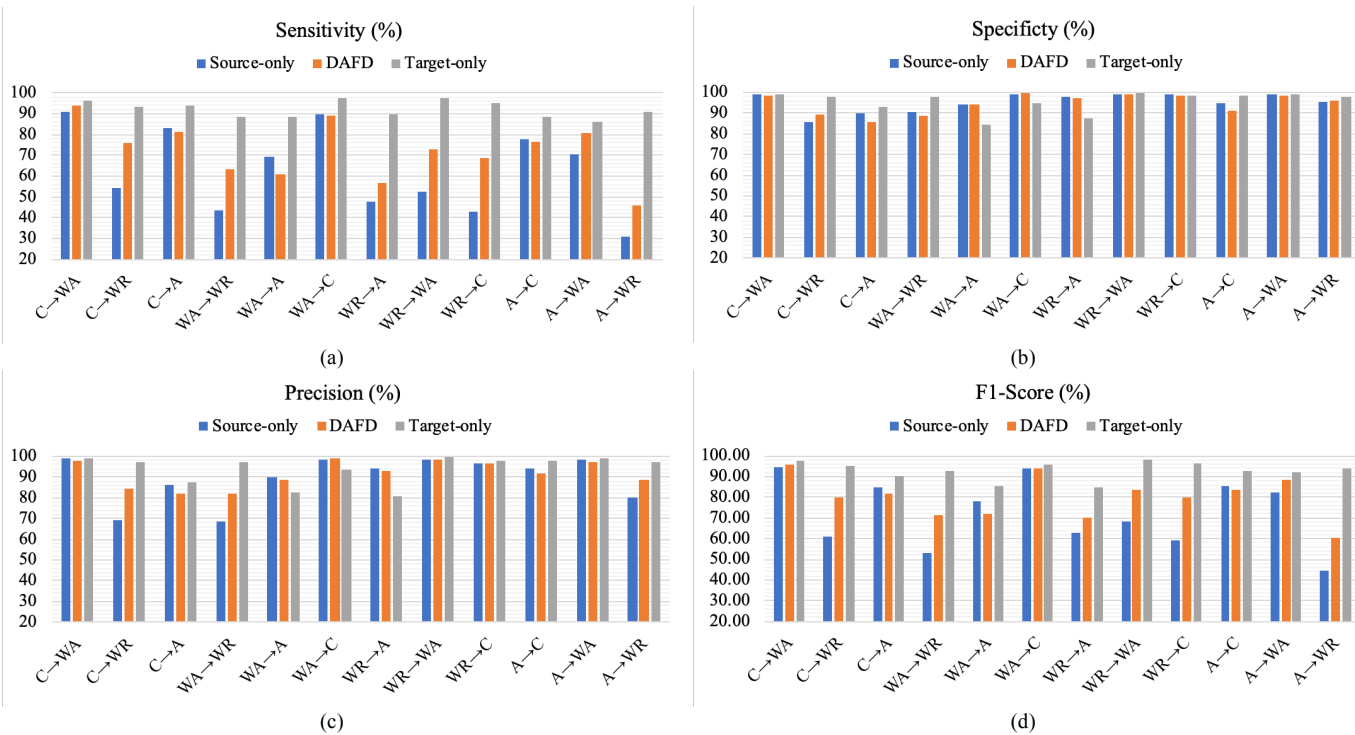 Sensitivity (%)
Source-only DAFD Target-only
100
90
80
70
60
50
40
30
20
C→WA C→WR C→A WA→WR WA→A WA→C WR→A WR→WA WR→C A→C A→WA A→WR
(a)
Specificty (%)
Source-only DAFD Target-only
100
90
80
70
60
50
40
30
20
C→WA C→WR C→A WA→WR WA→A WA→C WR→A WR→WA WR→C A→C A→WA A→WR
(b)
Precision (%)
Source-only DAFD Target-only
100
90
80
70
60
50
40
30
20
C→WA C→WR C→A WA→WR WA→A WA→C WR→A WR→WA WR→C A→C A→WA A→WR
(c)
F1-Score (%)
Source-only DAFD Target-only
100.00
90.00
80.00
70.00
60.00
50.00
40.00
30.00
20.00
C→WA C→WR C→A WA→WR WA→A WA→C WR→A WR→WA WR→C A→C A→WA A→WR
(d)